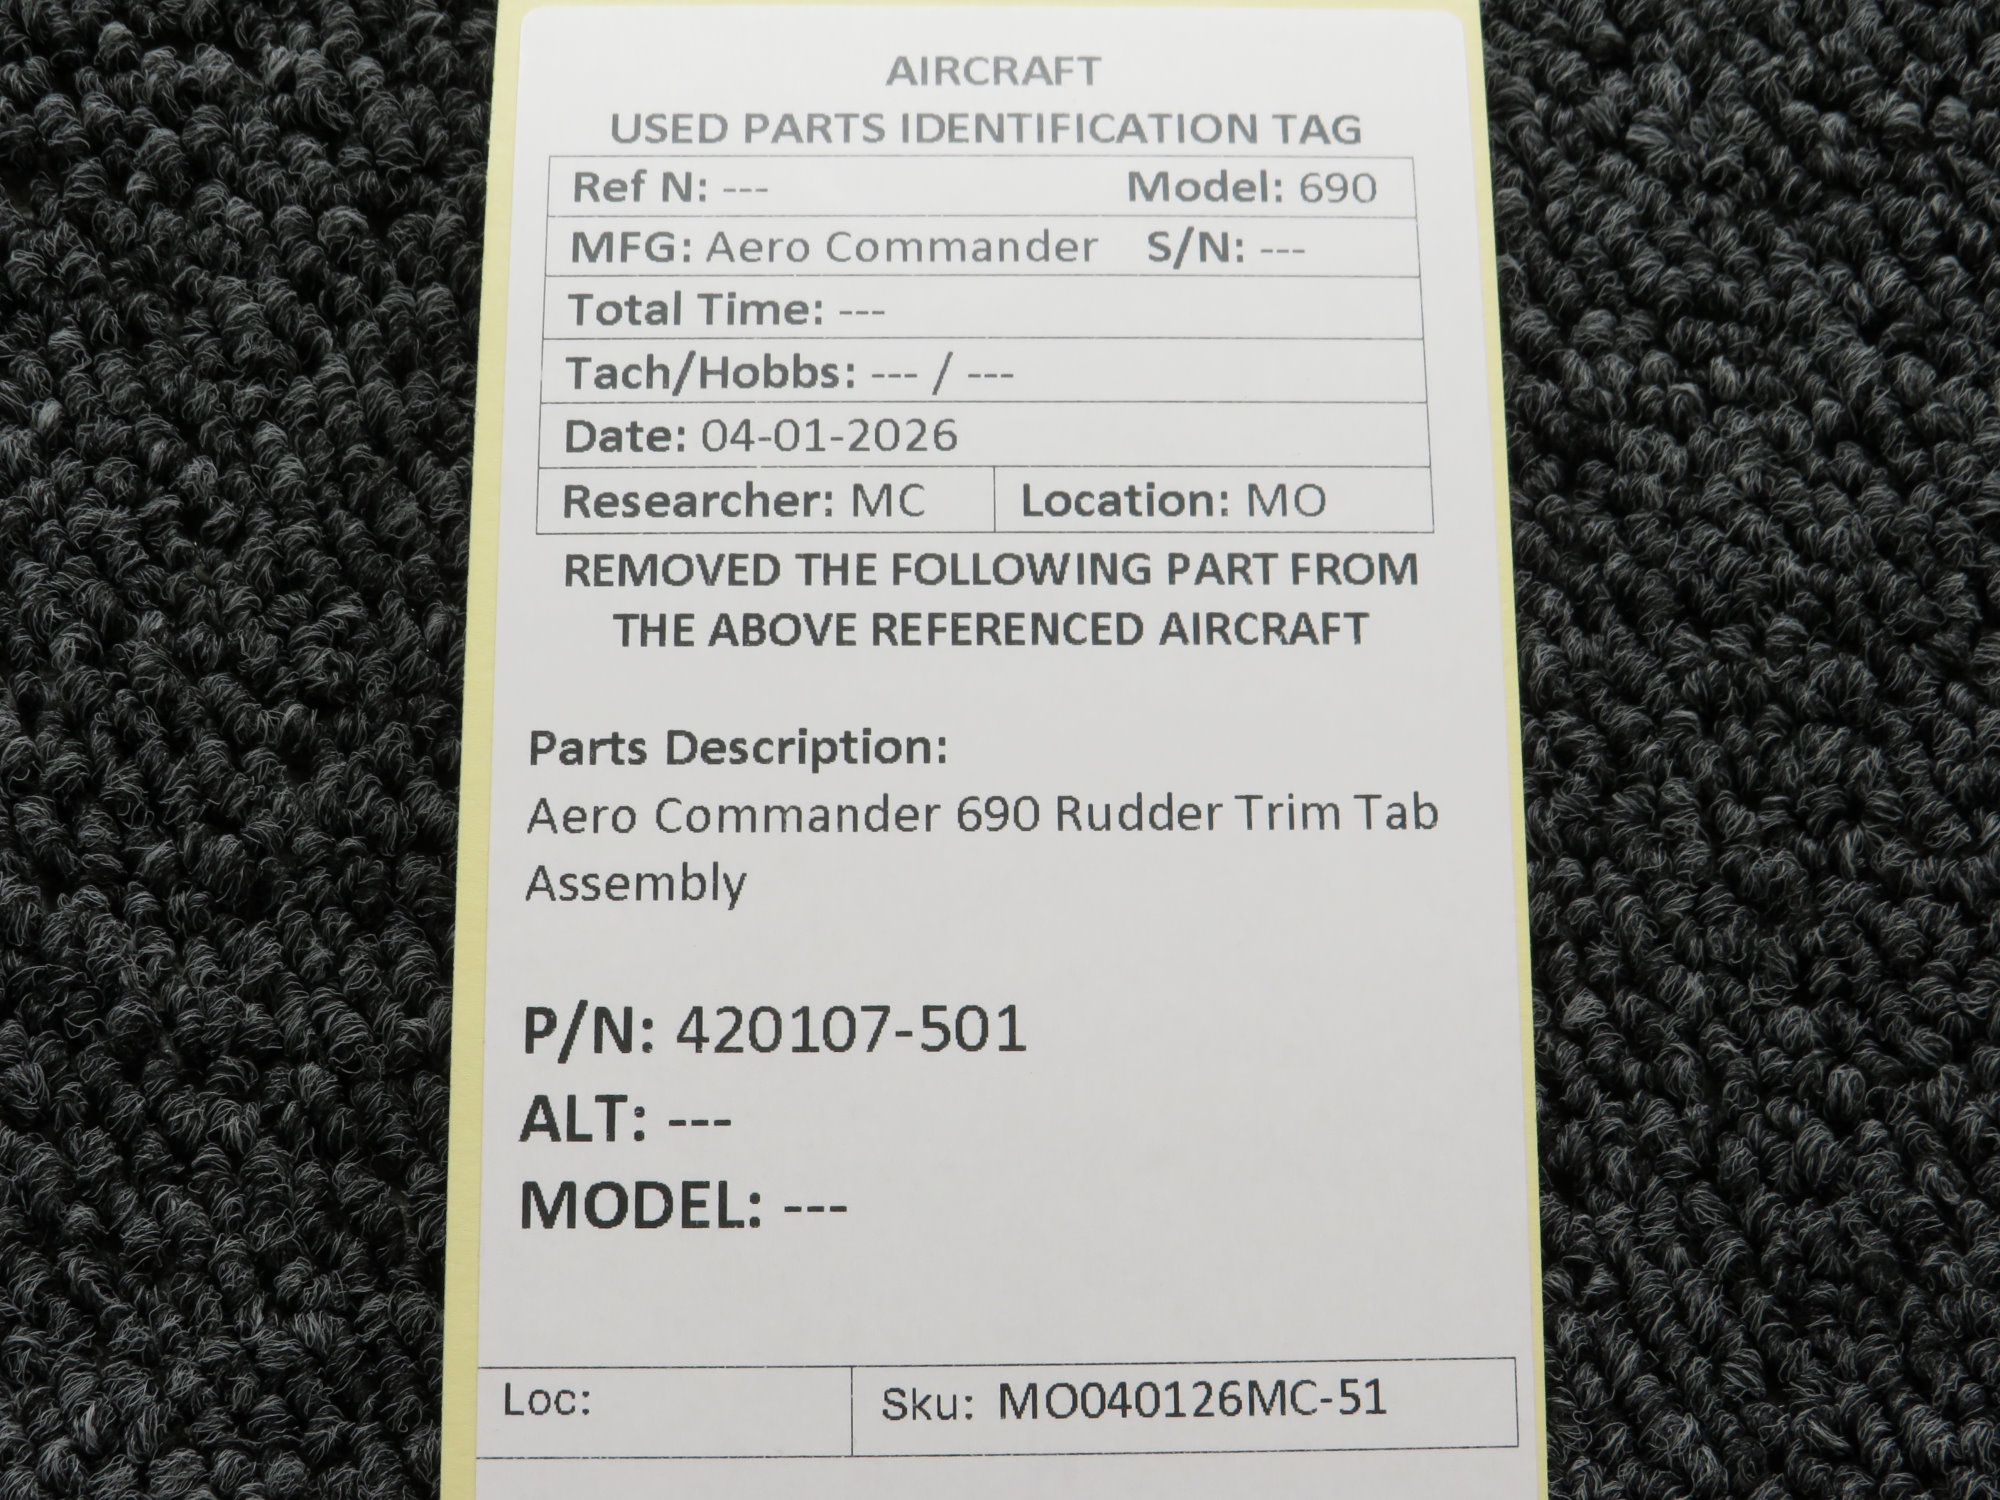 AIRCRAFT
USED PARTS IDENTIFICATION TAG
Ref N: --- Model: 690
MFG: Aero Commander S/N: ---
Total Time: ---
Tach/Hobbs: --- / ---
Date: 04-01-2026
Researcher: MC Location: MO
REMOVED THE FOLLOWING PART FROM
THE ABOVE REFERENCED AIRCRAFT
Parts Description:
Aero Commander 690 Rudder Trim Tab
Assembly
P/N: 420107-501
ALT: ---
MODEL: ---
Loc: Sku: MO040126MC-51